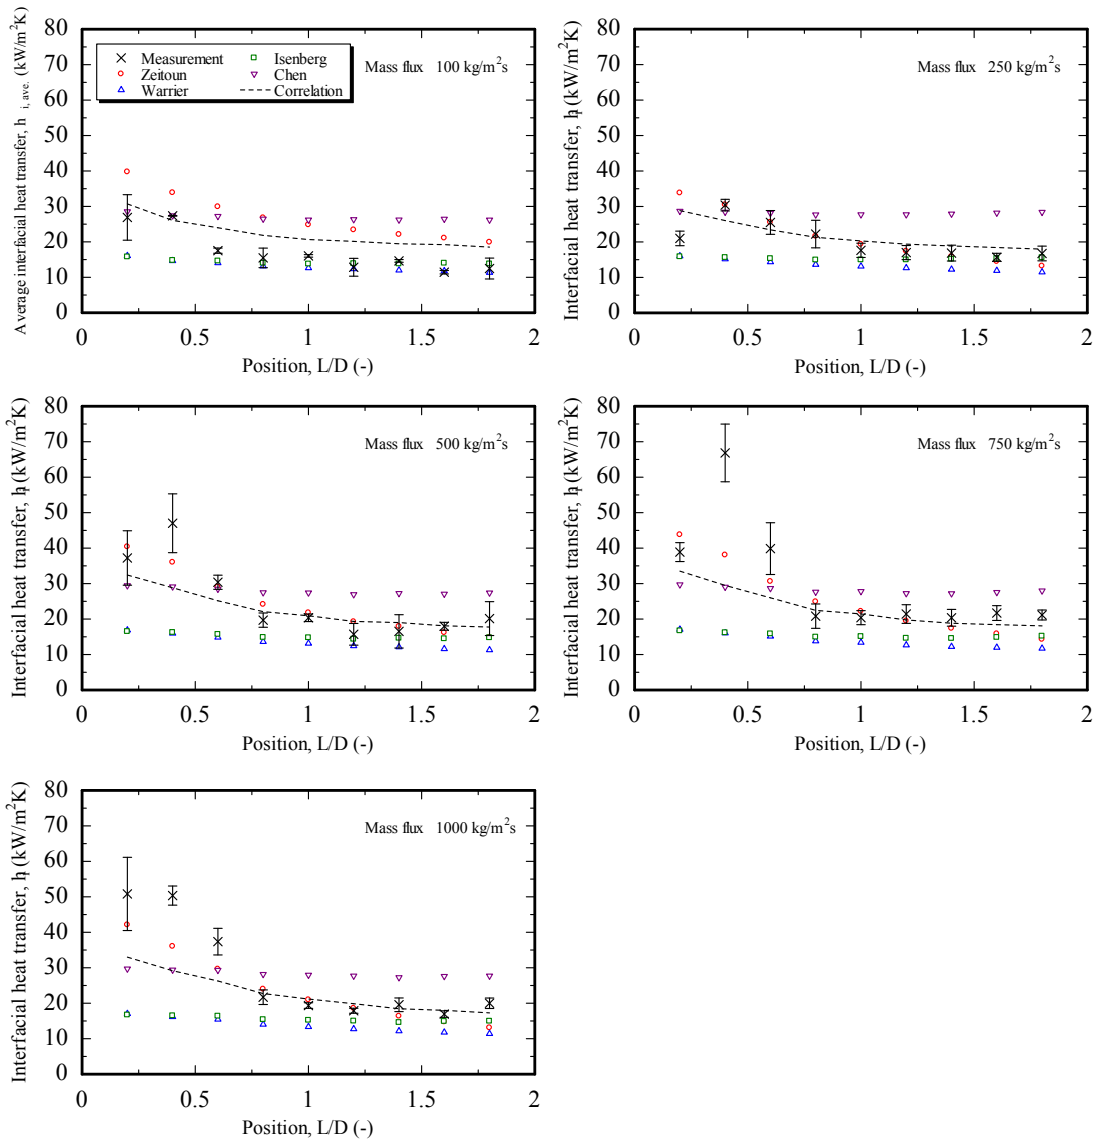 80
70
60
50
40
30
20
10
0
Average interfacial heat transfer, h i, ave. (kW/m²K)
Measurement
Zeitoun
Warrier
Isenberg
Chen
Correlation
Mass flux 100 kg/m²s
0 0.5 1 1.5 2
Position, L/D (-)
80
70
60
50
40
30
20
10
0
Interfacial heat transfer, hi (kW/m²K)
Mass flux 250 kg/m²s
0 0.5 1 1.5 2
Position, L/D (-)
80
70
60
50
40
30
20
10
0
Interfacial heat transfer, hi (kW/m²K)
Mass flux 500 kg/m²s
0 0.5 1 1.5 2
Position, L/D (-)
80
70
60
50
40
30
20
10
0
Interfacial heat transfer, hi (kW/m²K)
Mass flux 750 kg/m²s
0 0.5 1 1.5 2
Position, L/D (-)
80
70
60
50
40
30
20
10
0
Interfacial heat transfer, hi (kW/m²K)
Mass flux 1000 kg/m²s
0 0.5 1 1.5 2
Position, L/D (-)